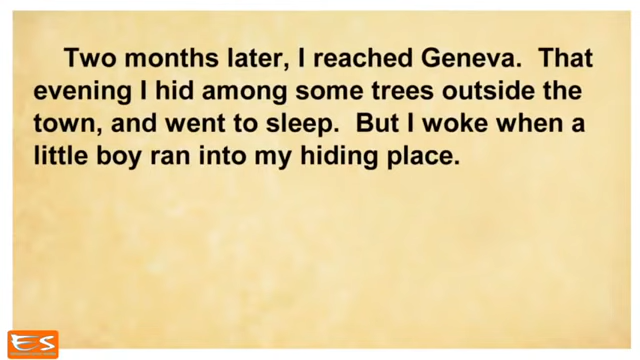 Two months later, I reached Geneva. That
evening I hid among some trees outside the
town, and went to sleep. But I woke when a
little boy ran into my hiding place.
ES